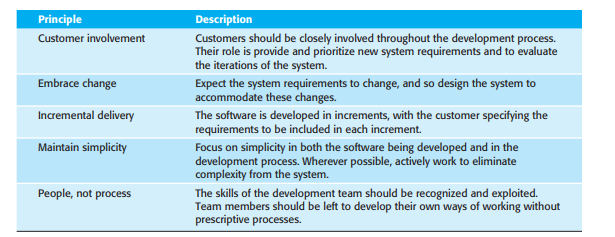 Principle Description
Customer involvement Customers should be closely involved throughout the development process.
Their role is provide and prioritize new system requirements and to evaluate
the iterations of the system.
Embrace change Expect the system requirements to change, and so design the system to
accommodate these changes.
Incremental delivery The software is developed in increments, with the customer specifying the
requirements to be included in each increment.
Maintain simplicity Focus on simplicity in both the software being developed and in the
development process. Wherever possible, actively work to eliminate
complexity from the system.
People, not process The skills of the development team should be recognized and exploited.
Team members should be left to develop their own ways of working without
prescriptive processes.